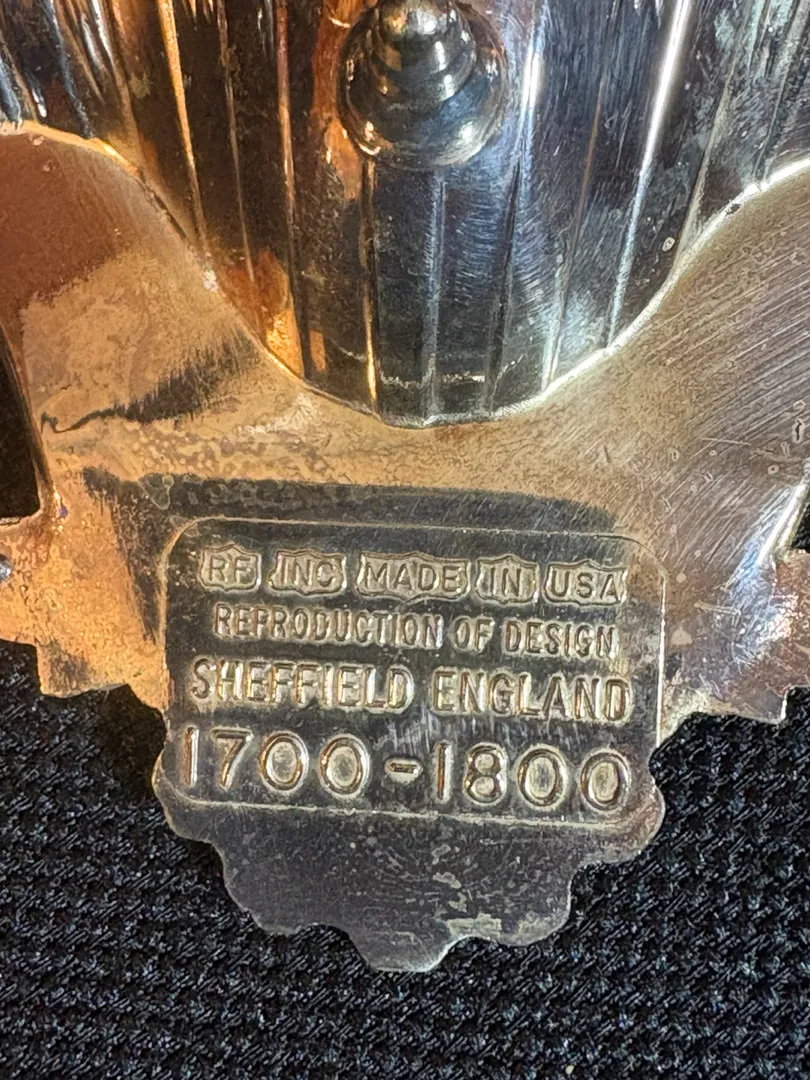 RF INC MADE IN USA
REPRODUCTION OF DESIGN
SHEFFIELD ENGLAND
1700-1800